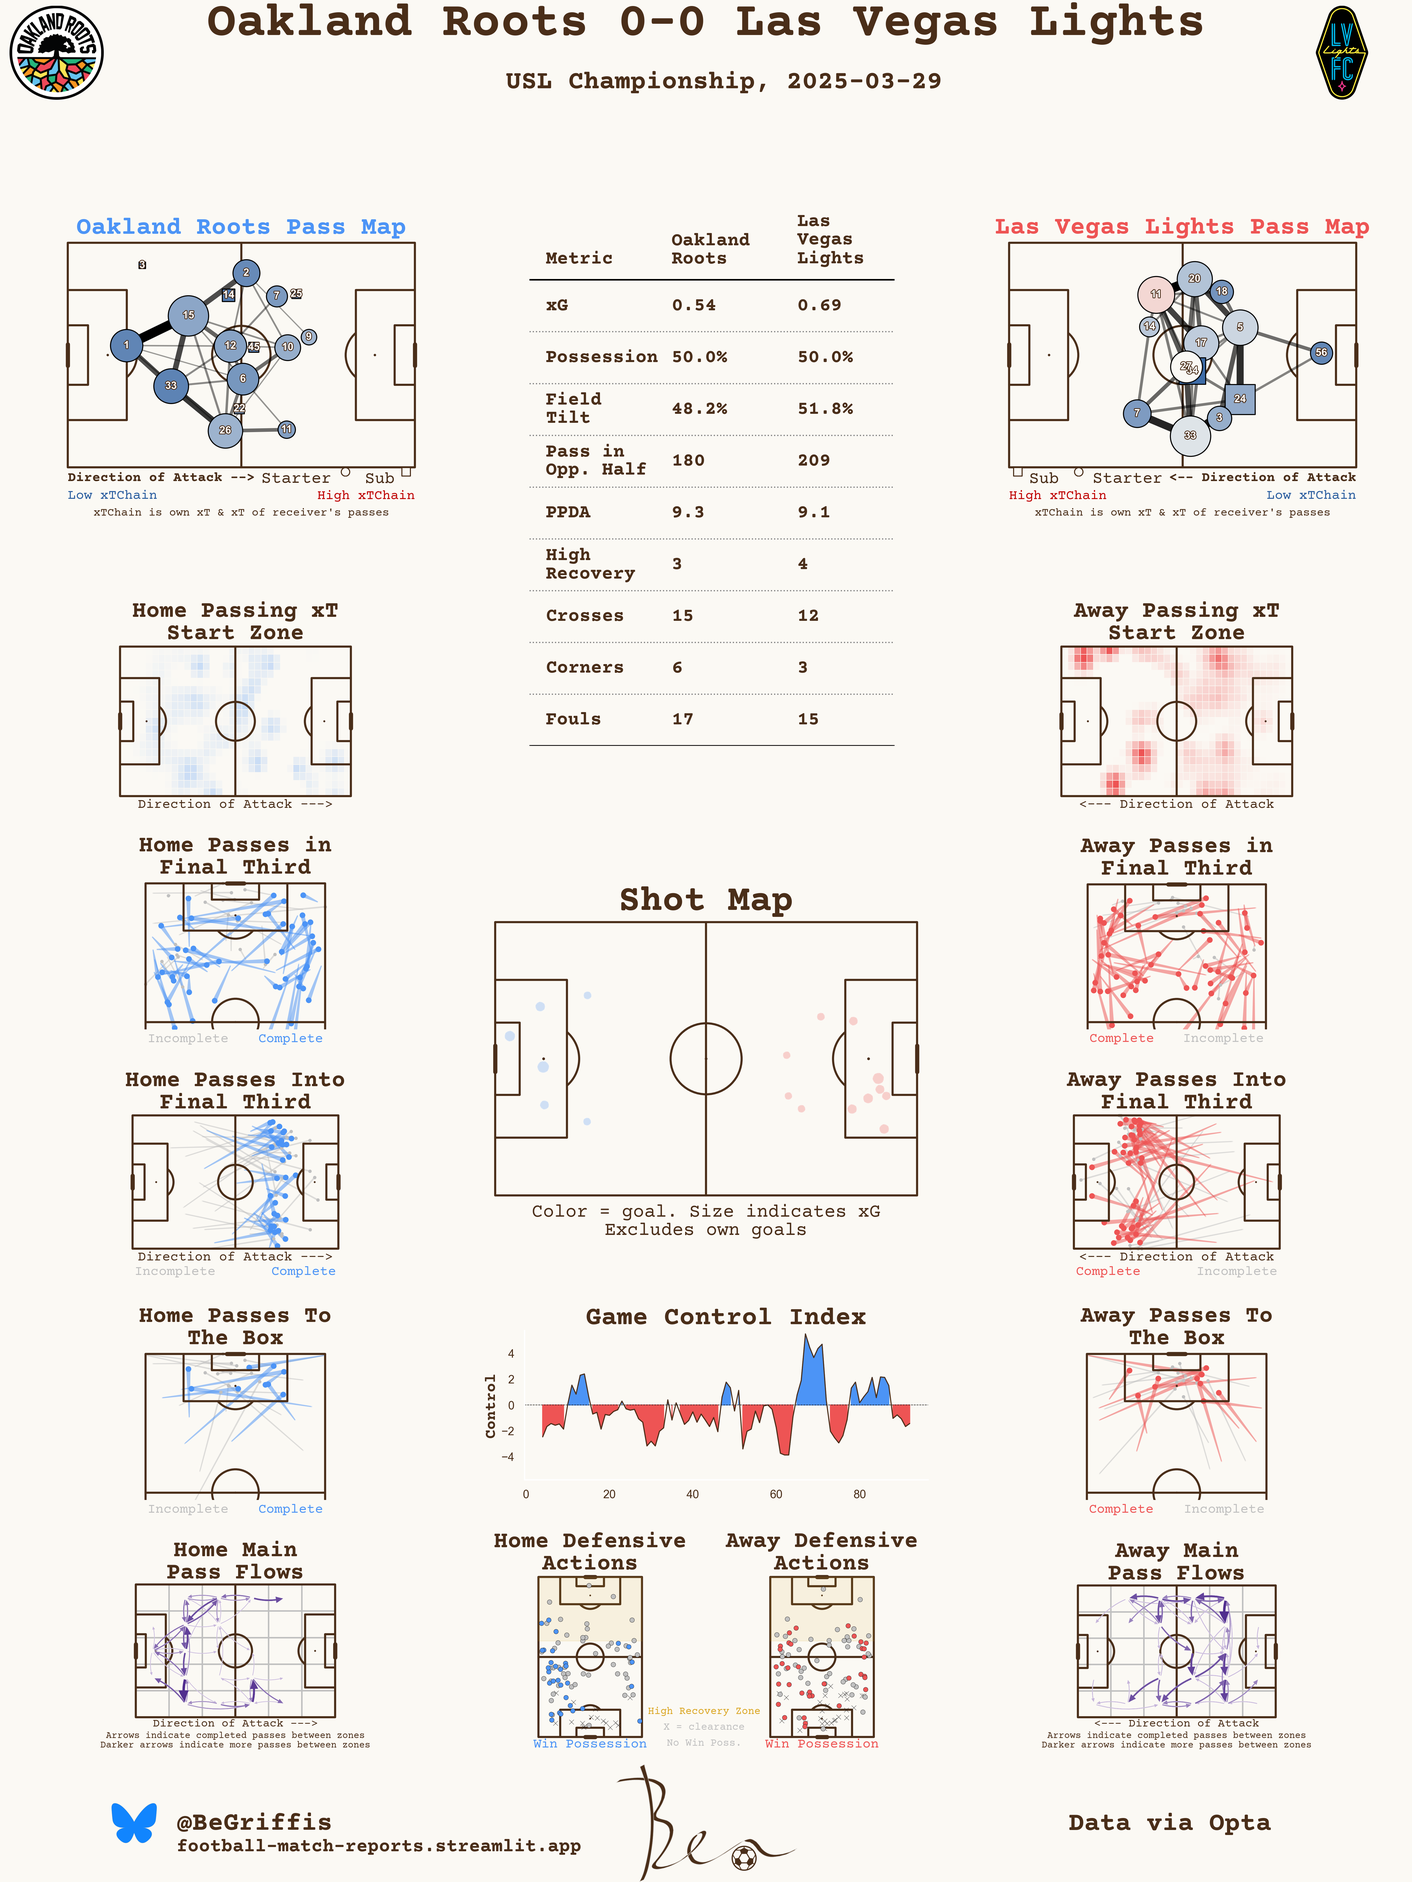 Oakland Roots 0-0 Las Vegas Lights
USL Championship, 2025-03-29
OAKLAND ROOTS
LV
Lights
FC
Oakland Roots Pass Map
3
2
14
7
25
15
1
12
45
10
9
33
6
22
26
11
Direction of Attack --> Starter Sub
Low xTChain High xTChain
xTChain is own xT & xT of receiver's passes
Metric Oakland Roots Las Vegas Lights
xG 0.54 0.69
Possession 50.0% 50.0%
Field Tilt 48.2% 51.8%
Pass in Opp. Half 180 209
PPDA 9.3 9.1
High Recovery 3 4
Crosses 15 12
Corners 6 3
Fouls 17 15
Las Vegas Lights Pass Map
20
11
18
14
5
17
56
27
34
24
7
3
33
Sub Starter <-- Direction of Attack
High xTChain Low xTChain
xTChain is own xT & xT of receiver's passes
Home Passing xT
Start Zone
Direction of Attack --->
Away Passing xT
Start Zone
<--- Direction of Attack
Home Passes in
Final Third
Incomplete Complete
Away Passes in
Final Third
Complete Incomplete
Shot Map
Color = goal. Size indicates xG
Excludes own goals
Home Passes Into
Final Third
Direction of Attack --->
Incomplete Complete
Away Passes Into
Final Third
<--- Direction of Attack
Complete Incomplete
Home Passes To
The Box
Incomplete Complete
Game Control Index
Control
4
2
0
−2
−4
0 20 40 60 80
Away Passes To
The Box
Complete Incomplete
Home Main
Pass Flows
Direction of Attack --->
Arrows indicate completed passes between zones
Darker arrows indicate more passes between zones
Home Defensive
Actions
Win Possession
Away Defensive
Actions
Win Possession
High Recovery Zone
X = clearance
No Win Poss.
Away Main
Pass Flows
<--- Direction of Attack
Arrows indicate completed passes between zones
Darker arrows indicate more passes between zones
@BeGriffis
football-match-reports.streamlit.app
Ben
Data via Opta